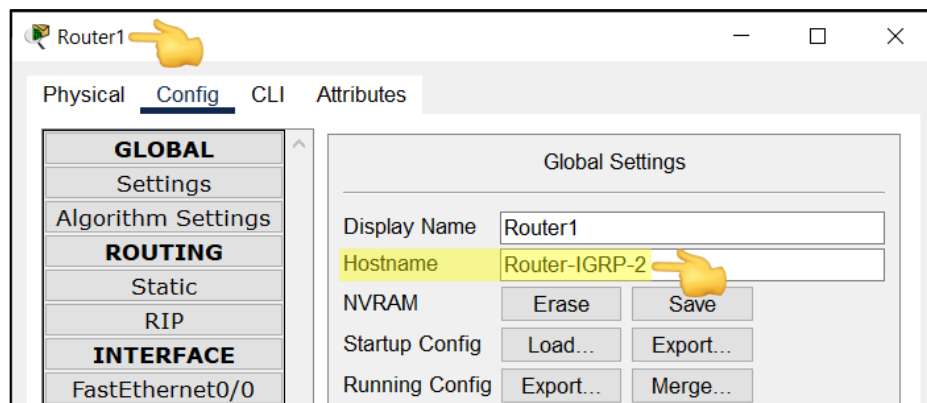 Router1
Physical Config CLI Attributes
GLOBAL
Settings
Algorithm Settings
ROUTING
Static
RIP
INTERFACE
FastEthernet0/0
Global Settings
Display Name Router1
Hostname Router-IGRP-2
NVRAM Erase Save
Startup Config Load... Export...
Running Config Export... Merge...